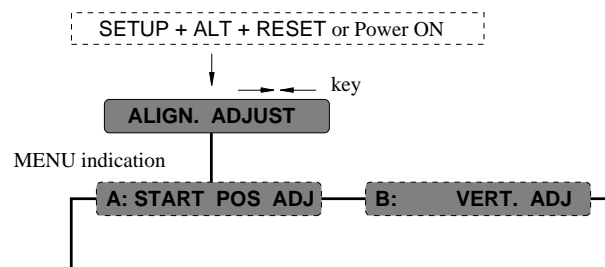 SETUP + ALT + RESET or Power ON
key
ALIGN. ADJUST
MENU indication
A: START POS ADJ
B: VERT. ADJ